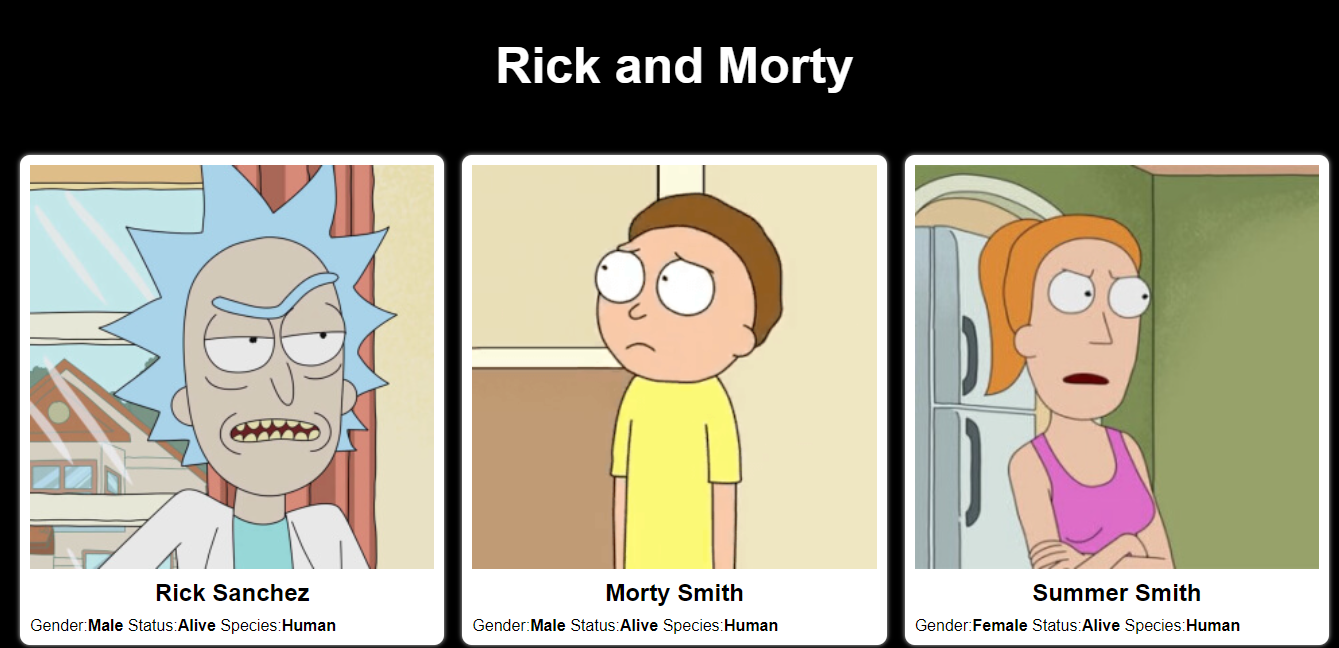 Rick and Morty
Rick Sanchez
Gender:Male Status:Alive Species:Human
Morty Smith
Gender:Male Status:Alive Species:Human
Summer Smith
Gender:Female Status:Alive Species:Human